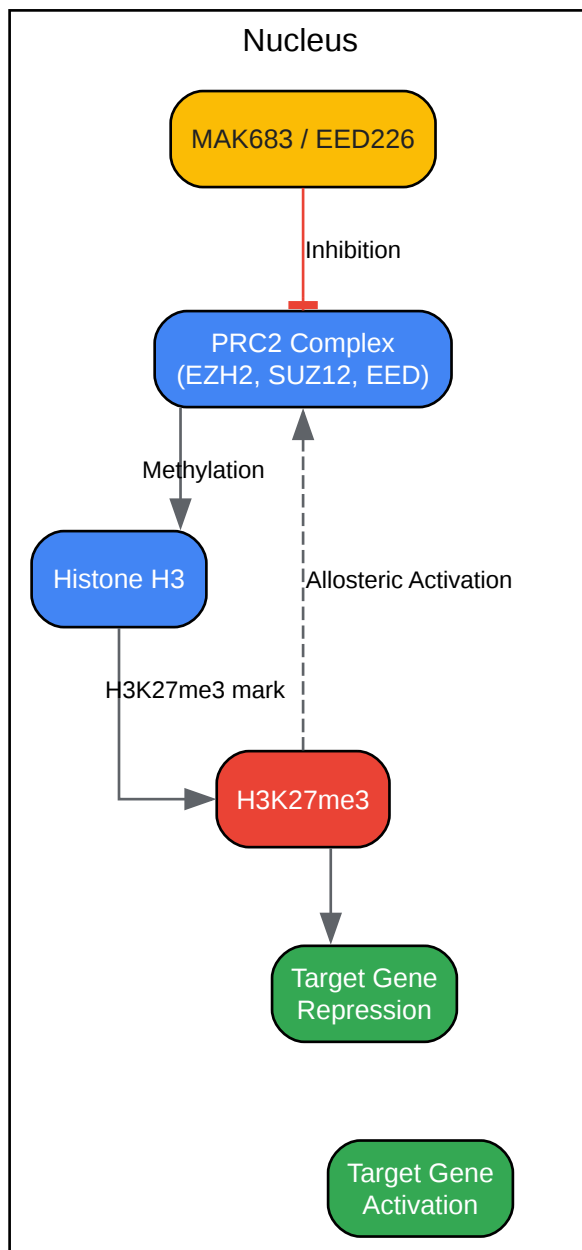 Nucleus
MAK683 / EED226
Inhibition
PRC2 Complex
(EZH2, SUZ12, EED)
Methylation
Histone H3
Allosteric Activation
H3K27me3 mark
H3K27me3
Target Gene
Repression
Target Gene
Activation